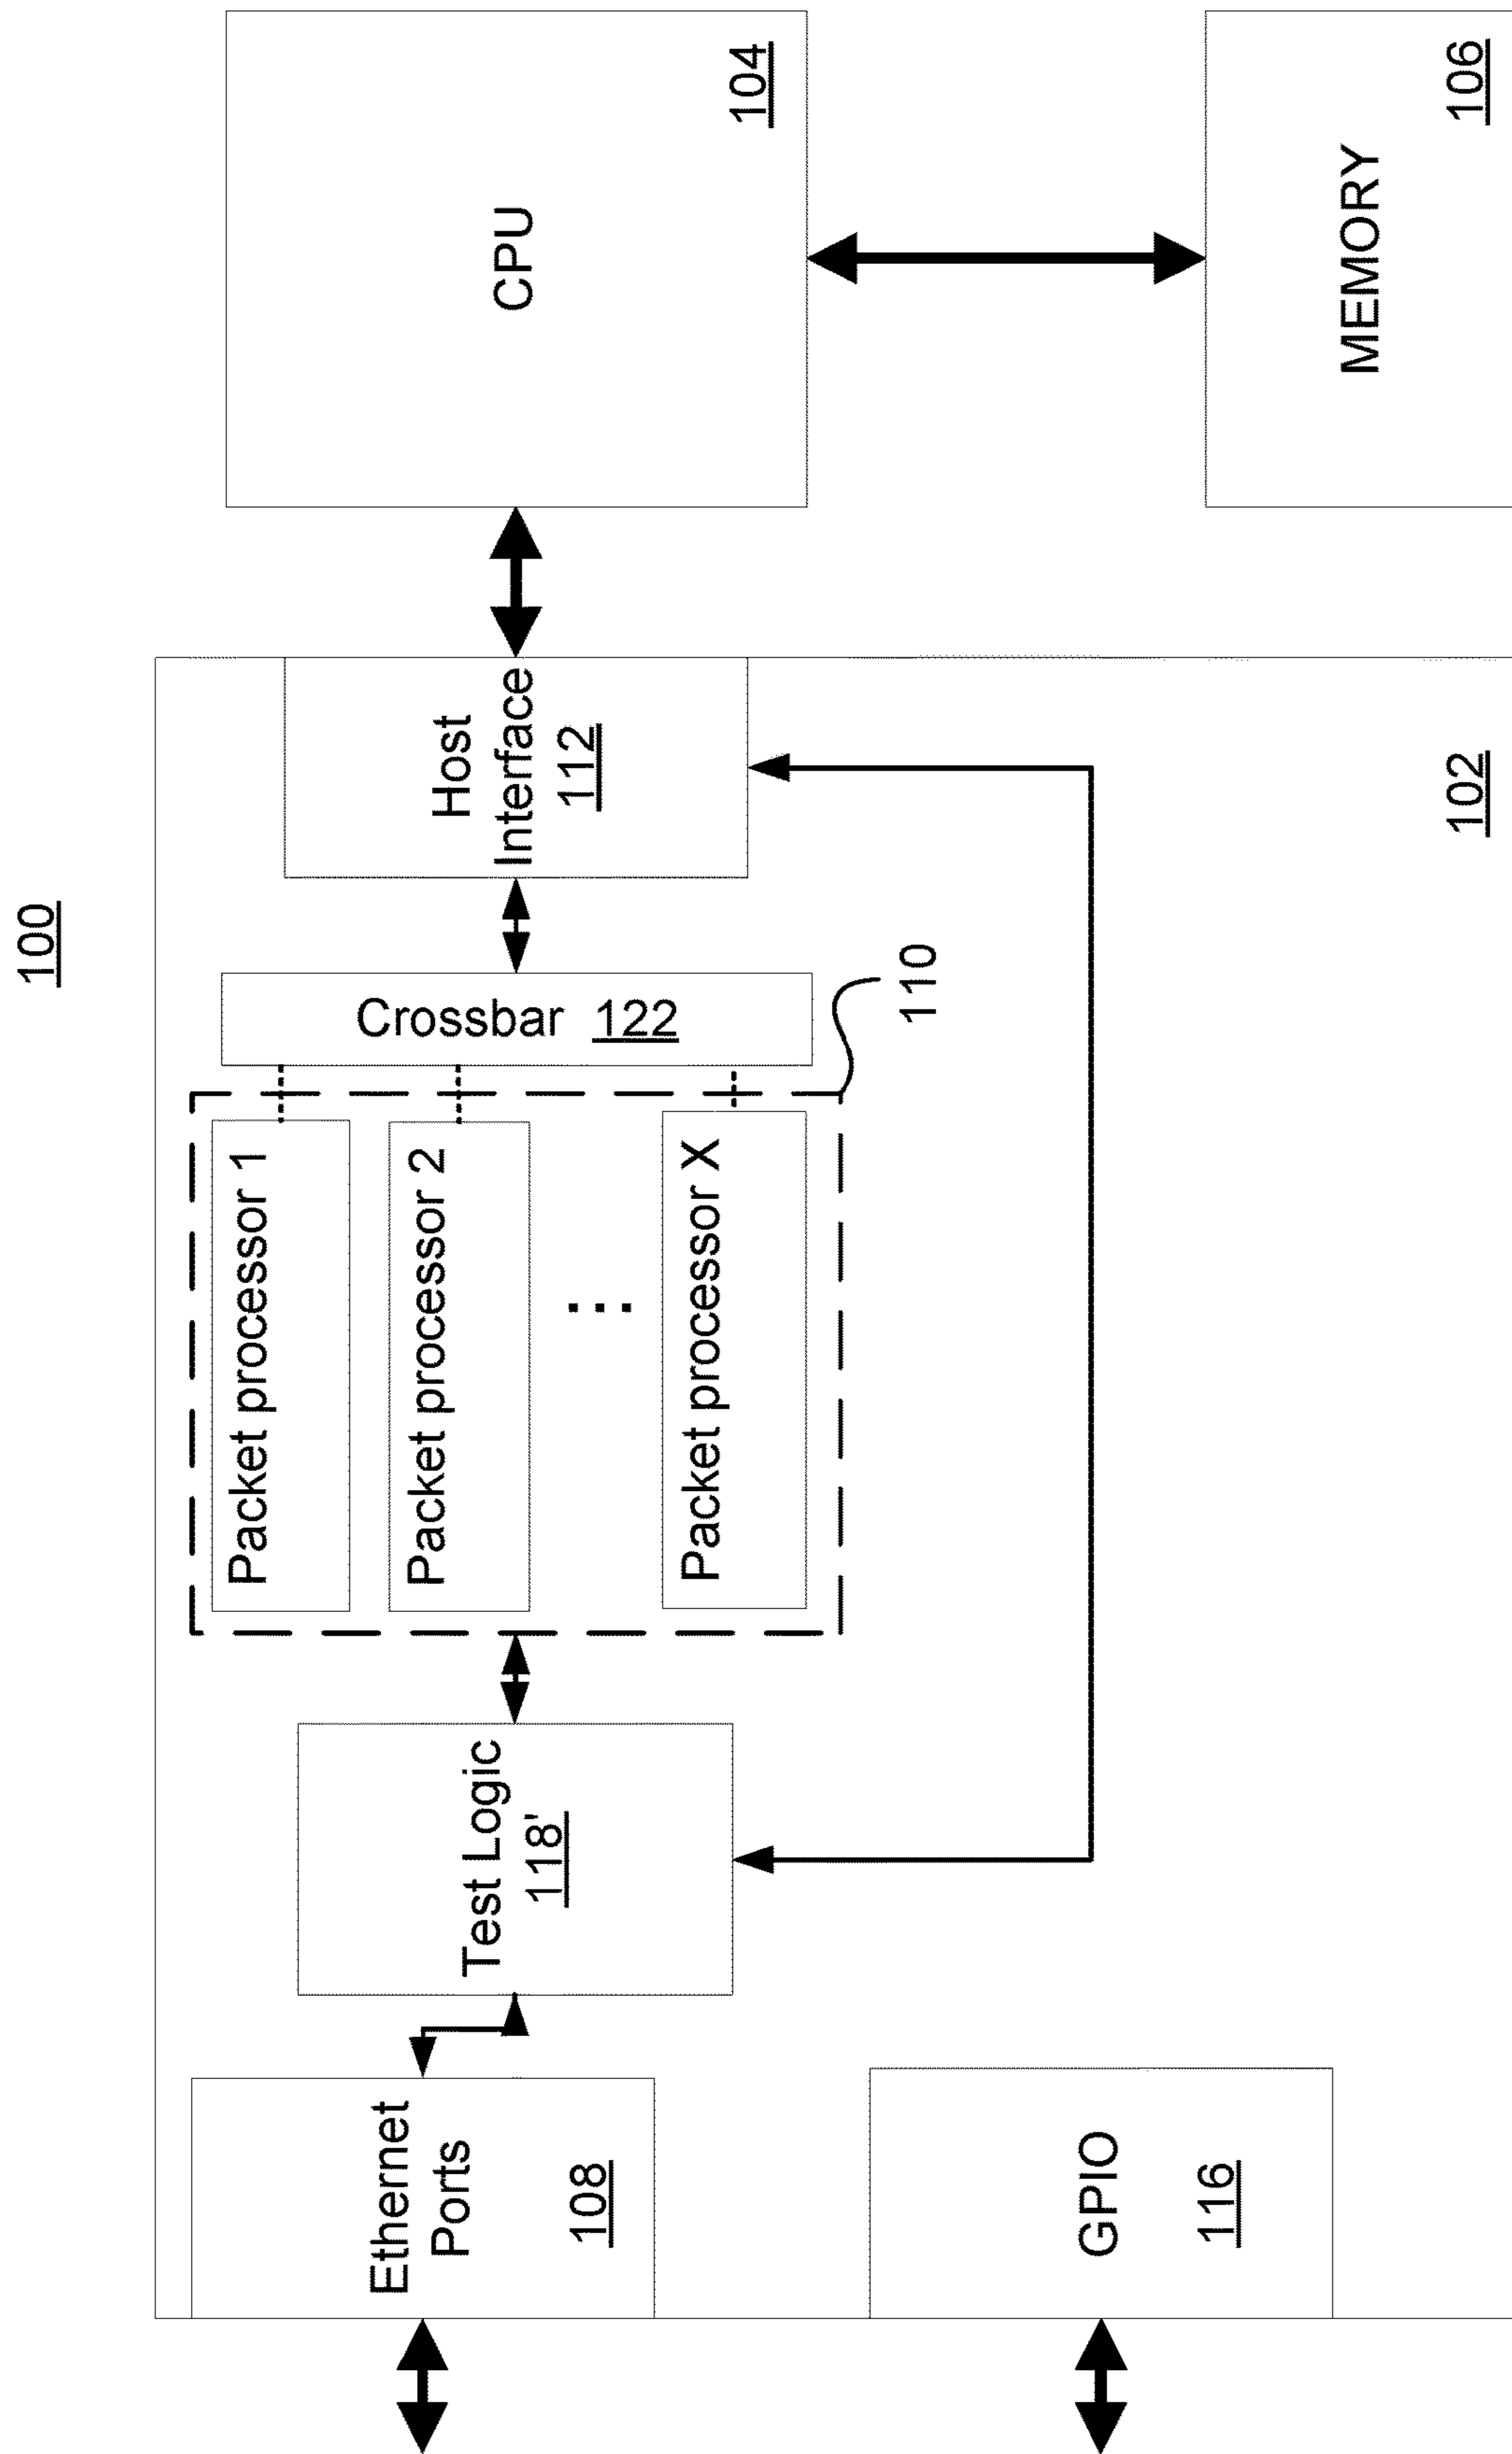 100
Ethernet
Ports
108
GPIO
116
Test Logic
118'
Packet processor 1
Packet processor 2
...
Packet processor X
110
Crossbar 122
Host
Interface
112
102
CPU
104
MEMORY
106